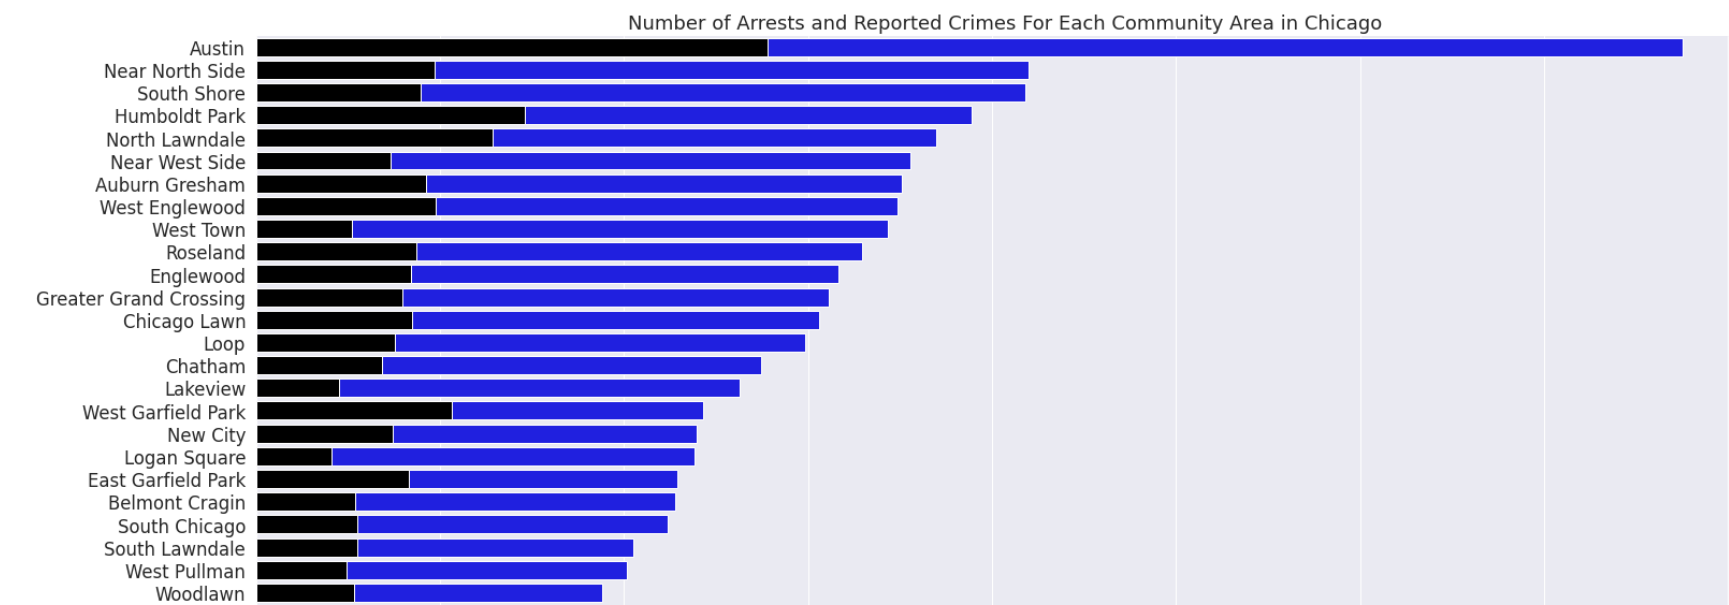 Number of Arrests and Reported Crimes For Each Community Area in Chicago
Austin
Near North Side
South Shore
Humboldt Park
North Lawndale
Near West Side
Auburn Gresham
West Englewood
West Town
Roseland
Englewood
Greater Grand Crossing
Chicago Lawn
Loop
Chatham
Lakeview
West Garfield Park
New City
Logan Square
East Garfield Park
Belmont Cragin
South Chicago
South Lawndale
West Pullman
Woodlawn